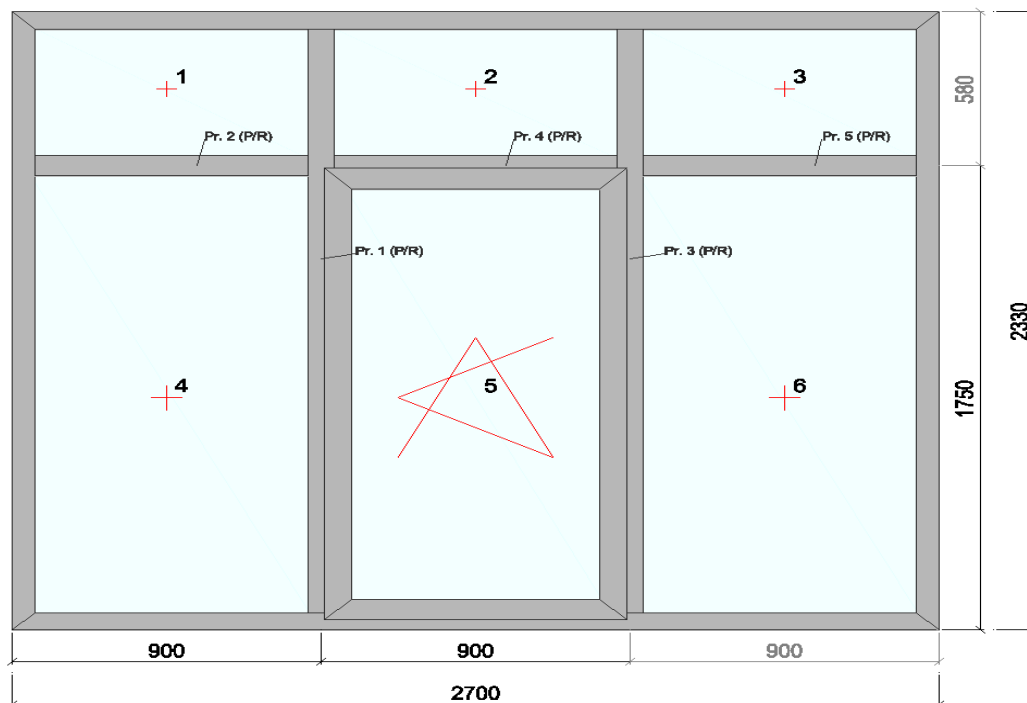 1
2
3
580
Pr. 2 (P/R)
Pr. 4 (P/R)
Pr. 5 (P/R)
Pr. 1 (P/R)
Pr. 3 (P/R)
2330
4
5
6
1750
900
900
900
2700